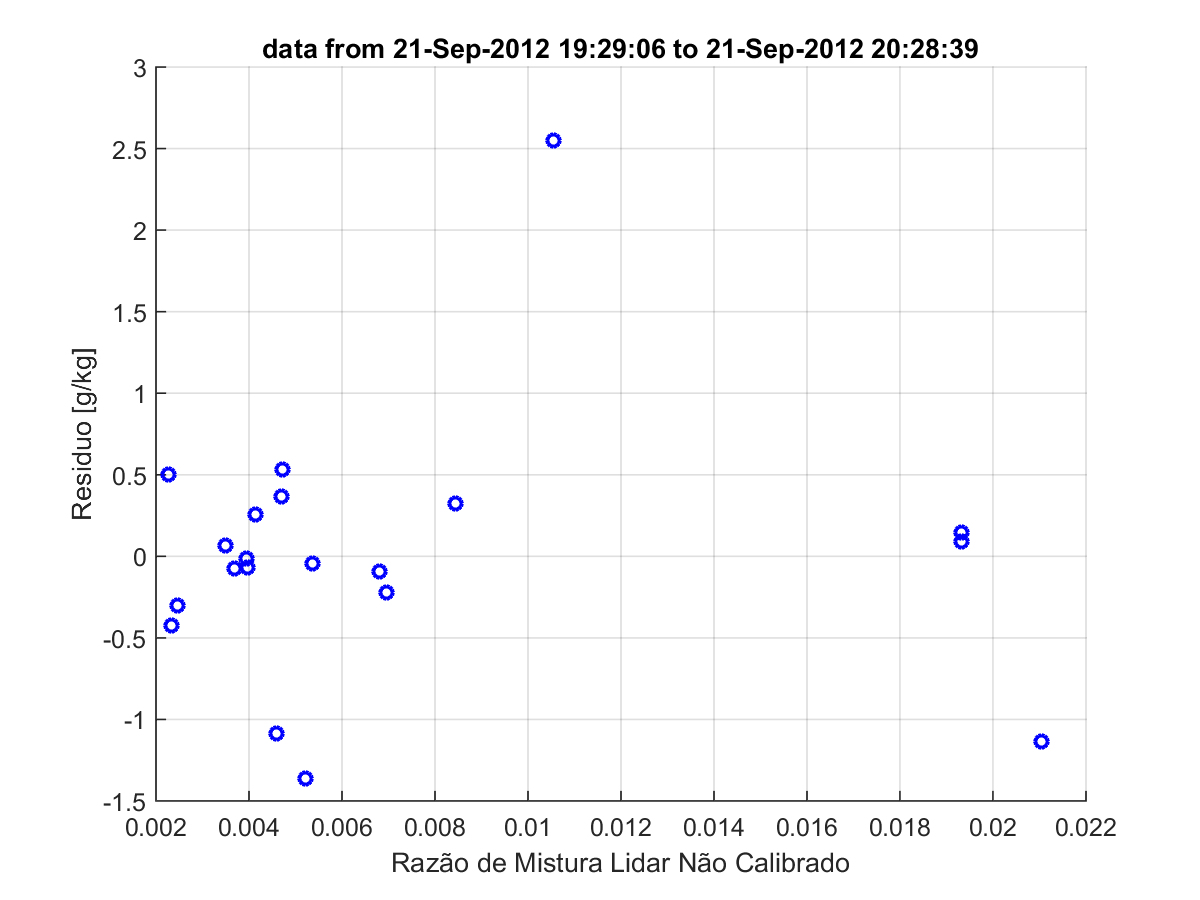 data from 21-Sep-2012 19:29:06 to 21-Sep-2012 20:28:39
3
2.5
2
1.5
1
0.5
0
-0.5
-1
-1.5
Residuo [g/kg]
0.002 0.004 0.006 0.008 0.01 0.012 0.014 0.016 0.018 0.02 0.022
Razão de Mistura Lidar Não Calibrado